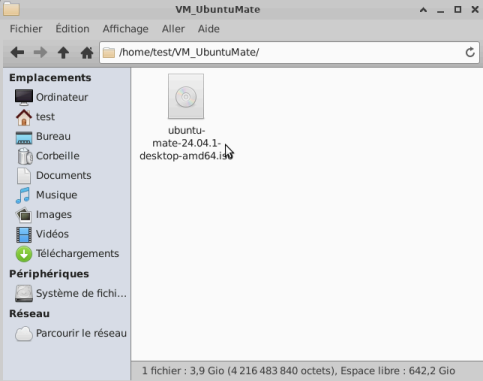 VM_UbuntuMate
Fichier Édition Affichage Aller Aide
/home/test/VM_UbuntuMate/
Emplacements
Ordinateur
test
Bureau
Corbeille
Documents
Musique
Images
Vidéos
Téléchargements
Périphériques
Système de fichi...
Réseau
Parcourir le réseau
ubuntu-
mate-24.04.1-
desktop-amd64.iso
1 fichier : 3,9 Gio (4 216 483 840 octets), Espace libre : 642,2 Gio